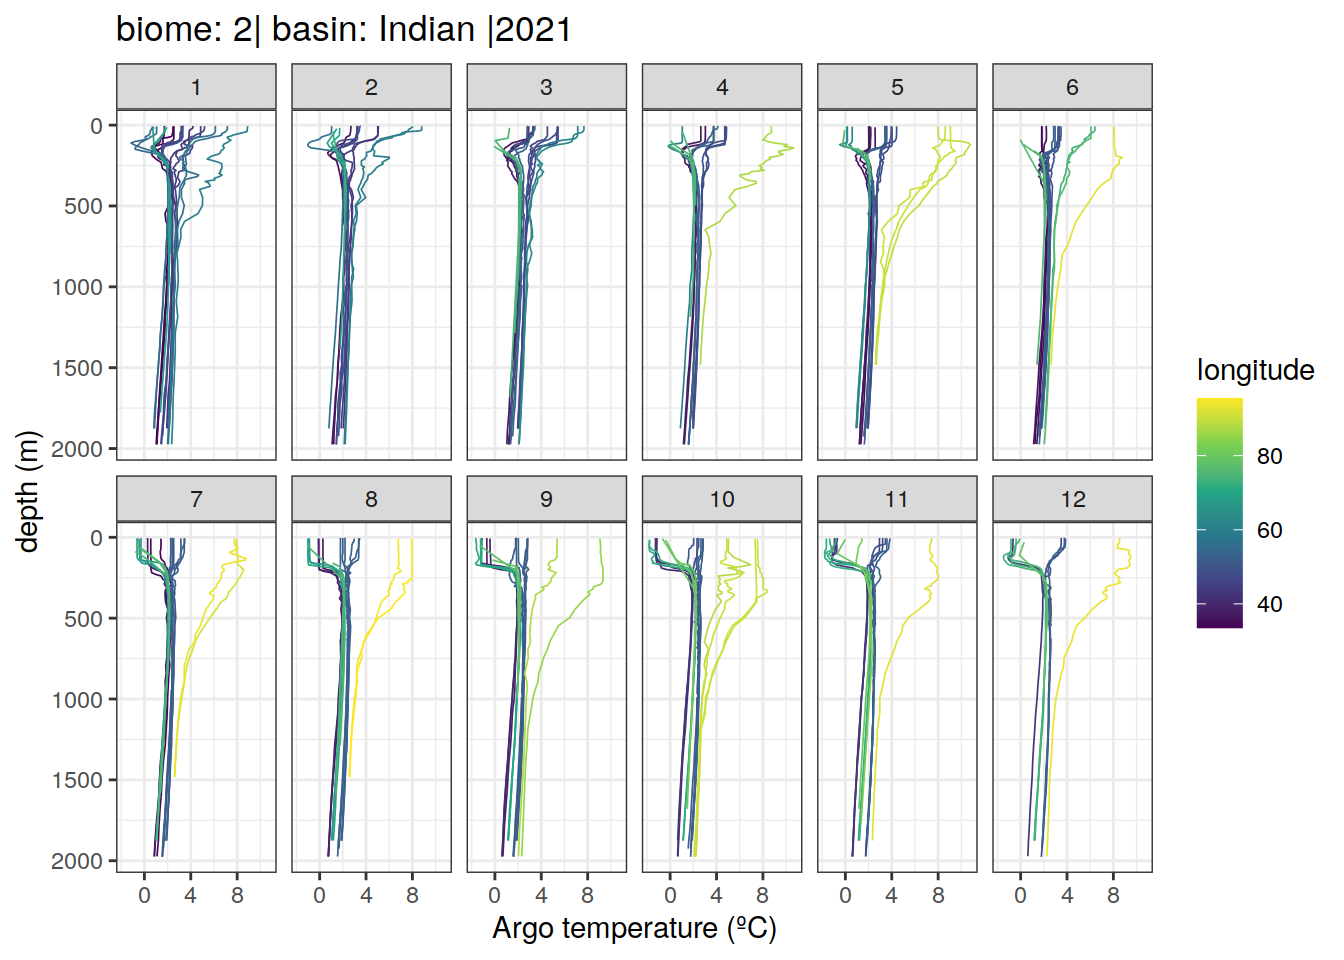 biome: 2| basin: Indian |2021
1 2 3 4 5 6
0
500
1000
1500
2000
7 8 9 10 11 12
0
500
1000
1500
2000
0 4 8 0 4 8 0 4 8 0 4 8 0 4 8 0 4 8
Argo temperature (ºC)
depth (m)
longitude
80
60
40